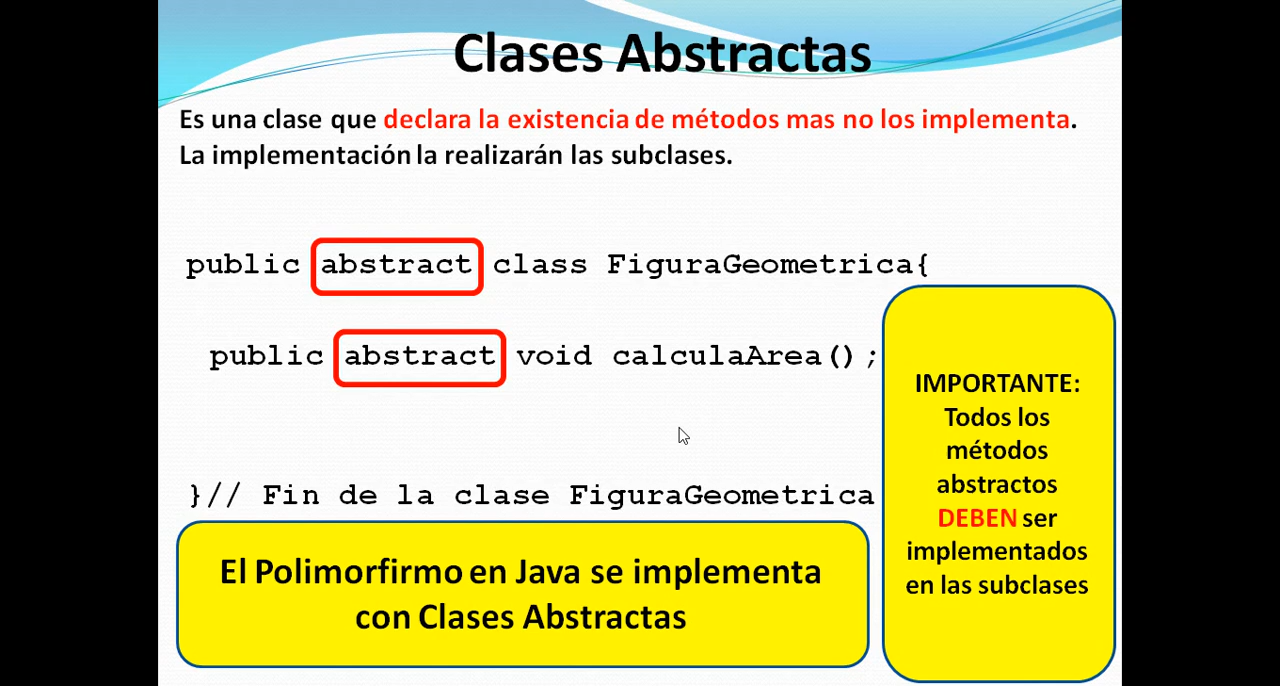 Clases Abstractas
Es una clase que declara la existencia de métodos mas no los implementa.
La implementación la realizarán las subclases.
public abstract class FiguraGeometrica{
public abstract void calculaArea();
}// Fin de la clase FiguraGeometrica
IMPORTANTE:
Todos los
métodos
abstractos
DEBEN ser
implementados
en las subclases
El Polimorfirmo en Java se implementa
con Clases Abstractas